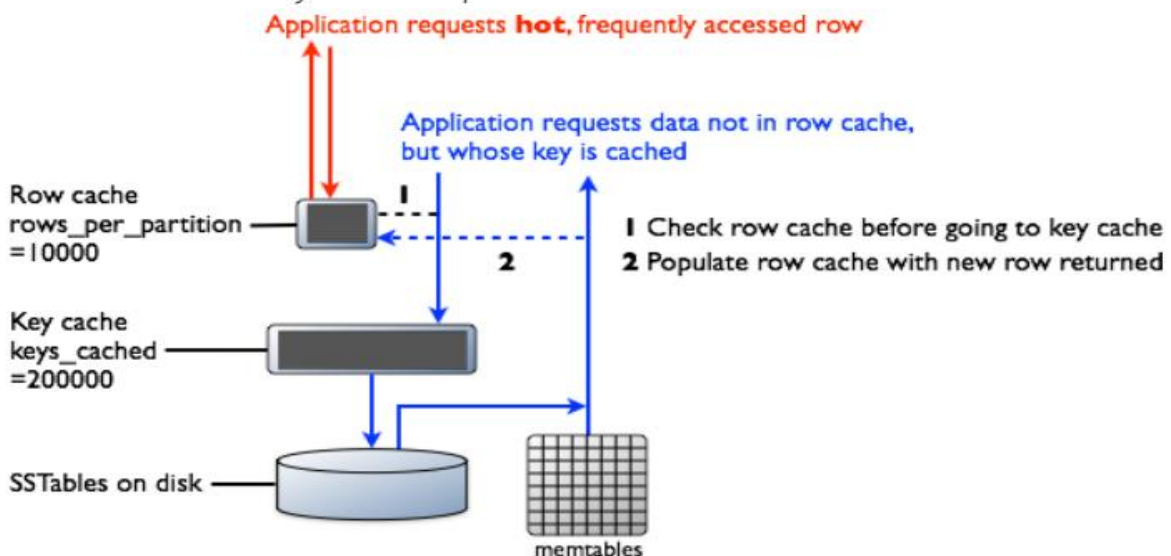 Application requests hot, frequently accessed row
Application requests data not in row cache,
but whose key is cached
Row cache
rows_per_partition
=10000
1
2
1 Check row cache before going to key cache
2 Populate row cache with new row returned
Key cache
keys_cached
=200000
SSTables on disk
memtables